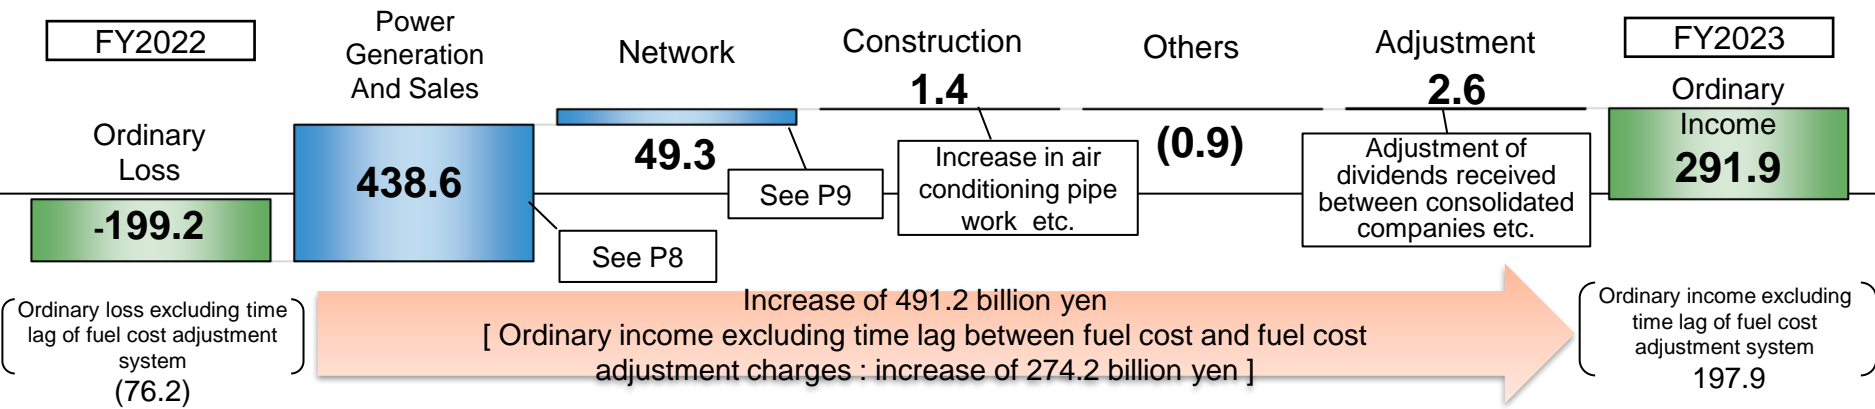 FY2022
Ordinary
Loss
-199.2
Ordinary loss excluding time
lag of fuel cost adjustment
system
(76.2)
Power
Generation
And Sales
438.6
See P8
Network
49.3
See P9
Construction
1.4
Increase in air
conditioning pipe
work etc.
Others
(0.9)
Adjustment
2.6
Adjustment of
dividends received
between consolidated
companies etc.
FY2023
Ordinary
Income
291.9
Increase of 491.2 billion yen
[ Ordinary income excluding time lag between fuel cost and fuel cost
adjustment charges : increase of 274.2 billion yen ]
Ordinary income excluding
time lag of fuel cost
adjustment system
197.9